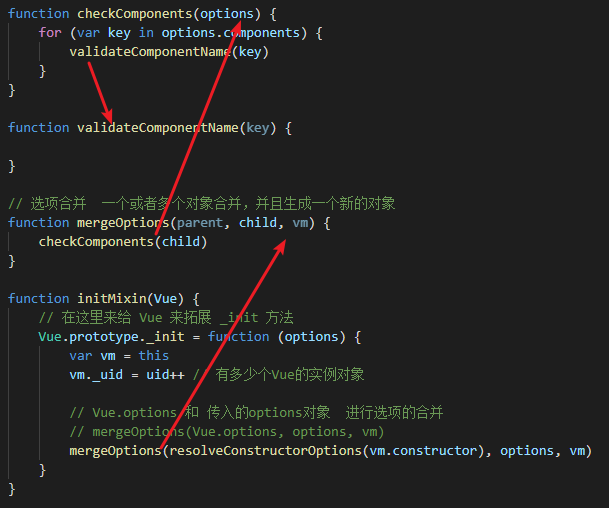 function checkComponents(options) {
    for (var key in options.components) {
        validateComponentName(key)
    }
}
function validateComponentName(key) {
}
// 选项合并  一个或者多个对象合并，并且生成一个新的对象
function mergeOptions(parent, child, vm) {
    checkComponents(child)
}
function initMixin(Vue) {
    // 在这里来给 Vue 来拓展 _init 方法
    Vue.prototype._init = function (options) {
        var vm = this
        vm._uid = uid++ // 有多少个Vue的实例对象
        // Vue.options 和 传入的options对象  进行选项的合并
        // mergeOptions(Vue.options, options, vm)
        mergeOptions(resolveConstructorOptions(vm.constructor), options, vm)
    }
}